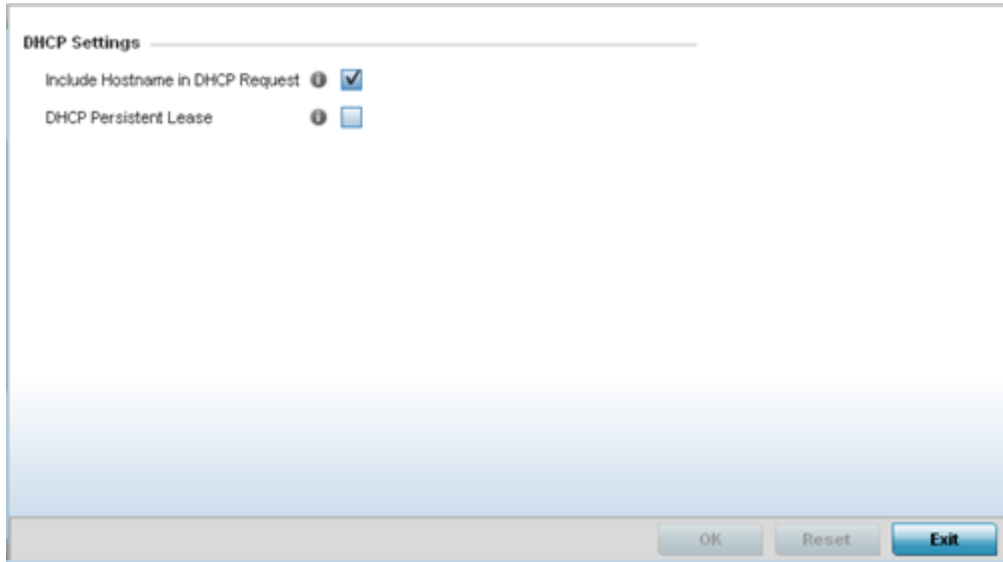 DHCP Settings
Include Hostname in DHCP Request
DHCP Persistent Lease
OK Reset Exit